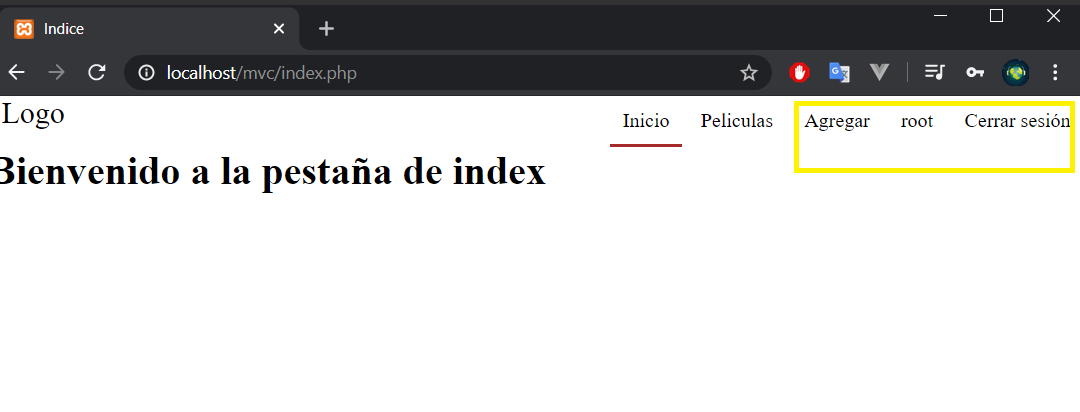 Indice
localhost/mvc/index.php
Logo
Inicio Peliculas Agregar root Cerrar sesión
Bienvenido a la pestaña de index